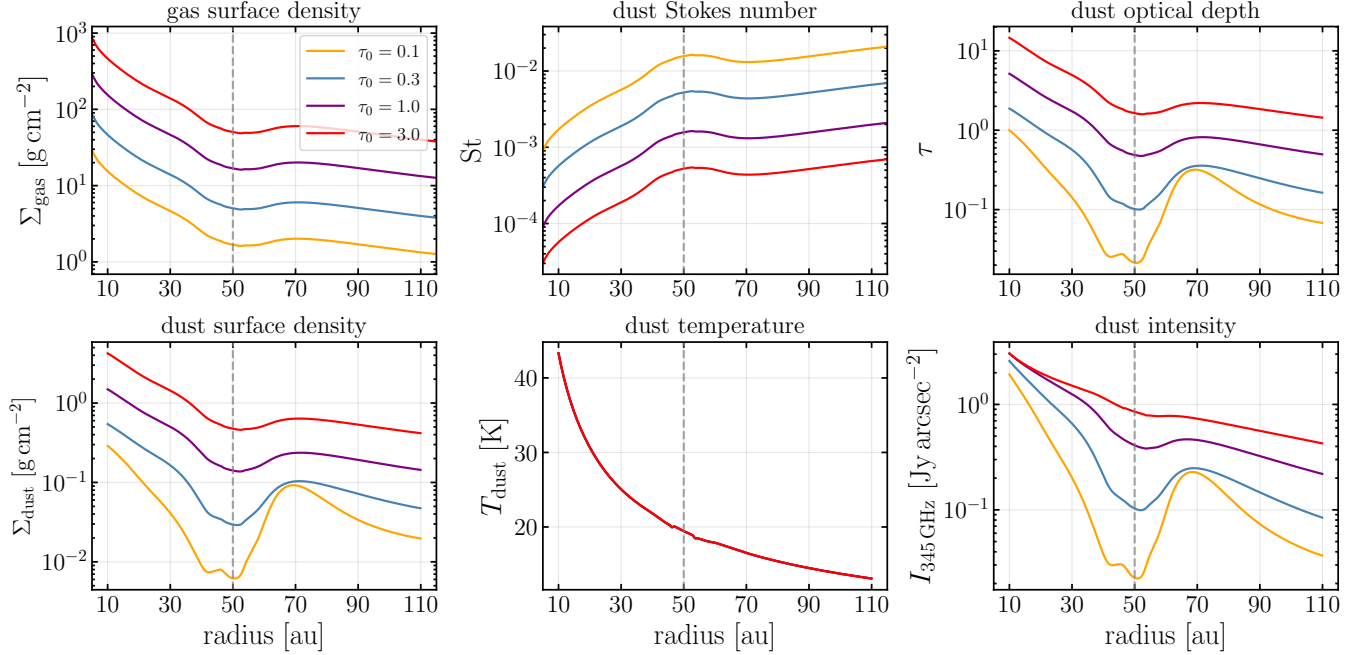 gas surface density
Σ_gas [g cm⁻²]
10³
10²
10¹
10⁰
τ₀ = 0.1
τ₀ = 0.3
τ₀ = 1.0
τ₀ = 3.0
10 30 50 70 90 110
dust Stokes number
St
10⁻²
10⁻³
10⁻⁴
10 30 50 70 90 110
dust optical depth
τ
10¹
10⁰
10⁻¹
10 30 50 70 90 110
dust surface density
Σ_dust [g cm⁻²]
10⁰
10⁻¹
10⁻²
10 30 50 70 90 110
radius [au]
dust temperature
T_dust [K]
40
30
20
10 30 50 70 90 110
radius [au]
dust intensity
I_345 GHz [Jy arcsec⁻²]
10⁰
10⁻¹
10 30 50 70 90 110
radius [au]